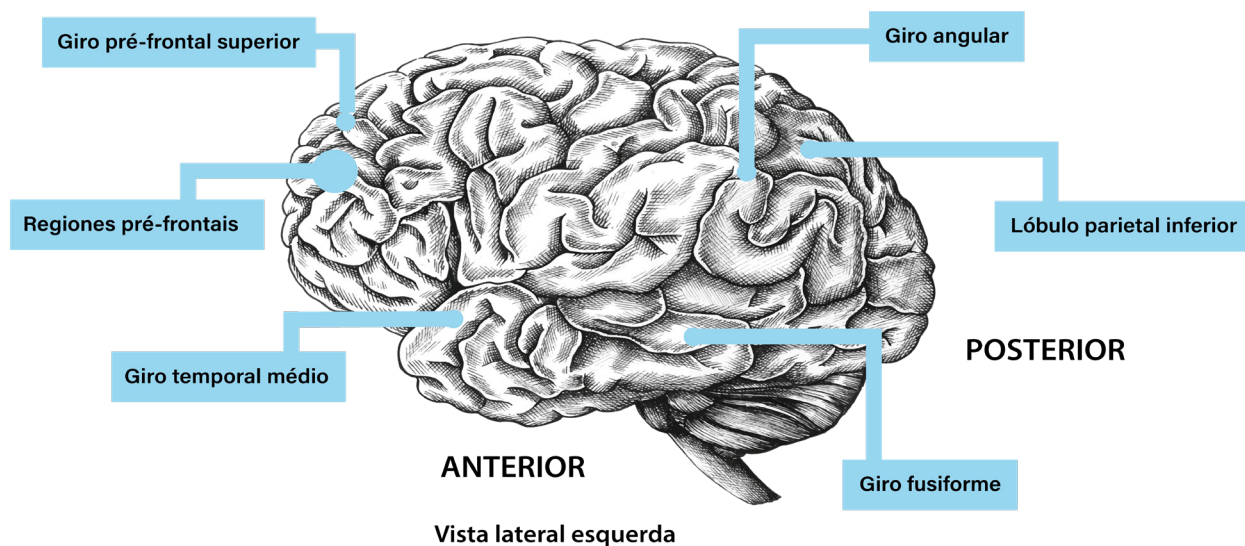 Giro pré-frontal superior
Giro angular
Regiones pré-frontais
Lóbulo parietal inferior
Giro temporal médio
POSTERIOR
ANTERIOR
Giro fusiforme
Vista lateral esquerda